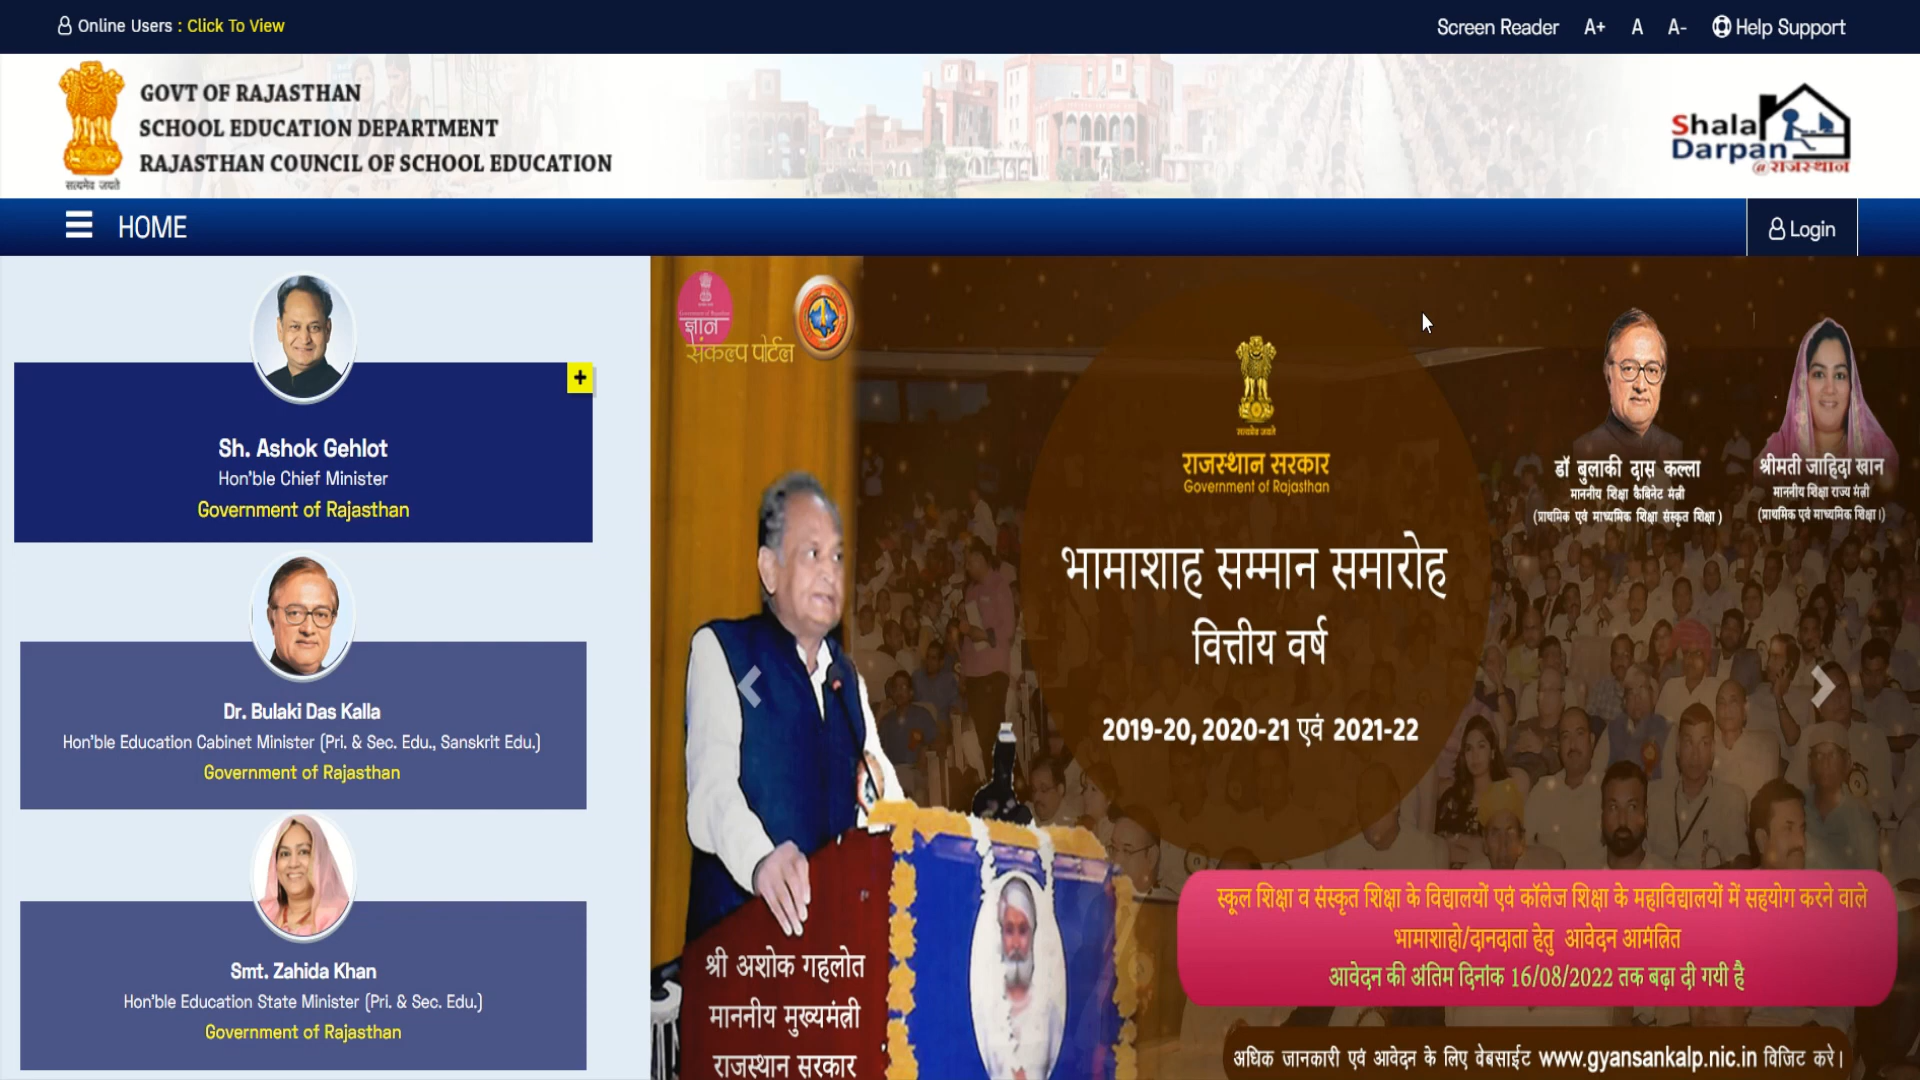 Online Users : Click To View
Screen Reader A+ A A- Help Support
GOVT OF RAJASTHAN
SCHOOL EDUCATION DEPARTMENT
RAJASTHAN COUNCIL OF SCHOOL EDUCATION
सत्यमेव जयते
Shala
Darpan
@राजस्थान
HOME
Login
+
Sh. Ashok Gehlot
Hon'ble Chief Minister
Government of Rajasthan
Dr. Bulaki Das Kalla
Hon'ble Education Cabinet Minister (Pri. & Sec. Edu., Sanskrit Edu.)
Government of Rajasthan
Smt. Zahida Khan
Hon'ble Education State Minister (Pri. & Sec. Edu.)
Government of Rajasthan
ज्ञान
संकल्प पोर्टल
सत्यमेव जयते
राजस्थान सरकार
Government of Rajasthan
भामाशाह सम्मान समारोह
वित्तीय वर्ष
2019-20, 2020-21 एवं 2021-22
डॉ बुलाकी दास कल्ला
माननीय शिक्षा कैबिनेट मंत्री
(प्राथमिक एवं माध्यमिक शिक्षा संस्कृत शिक्षा)
श्रीमती जाहिदा खान
माननीय शिक्षा राज्य मंत्री
(प्राथमिक एवं माध्यमिक शिक्षा।)
स्कूल शिक्षा व संस्कृत शिक्षा के विद्यालयों एवं कॉलेज शिक्षा के महाविद्यालयों में सहयोग करने वाले
भामाशाहो/दानदाता हेतु आवेदन आमंत्रित
आवेदन की अंतिम दिनांक 16/08/2022 तक बढ़ा दी गयी है
श्री अशोक गहलोत
माननीय मुख्यमंत्री
राजस्थान सरकार
अधिक जानकारी एवं आवेदन के लिए वेबसाईट www.gyansankalp.nic.in विजिट करे।